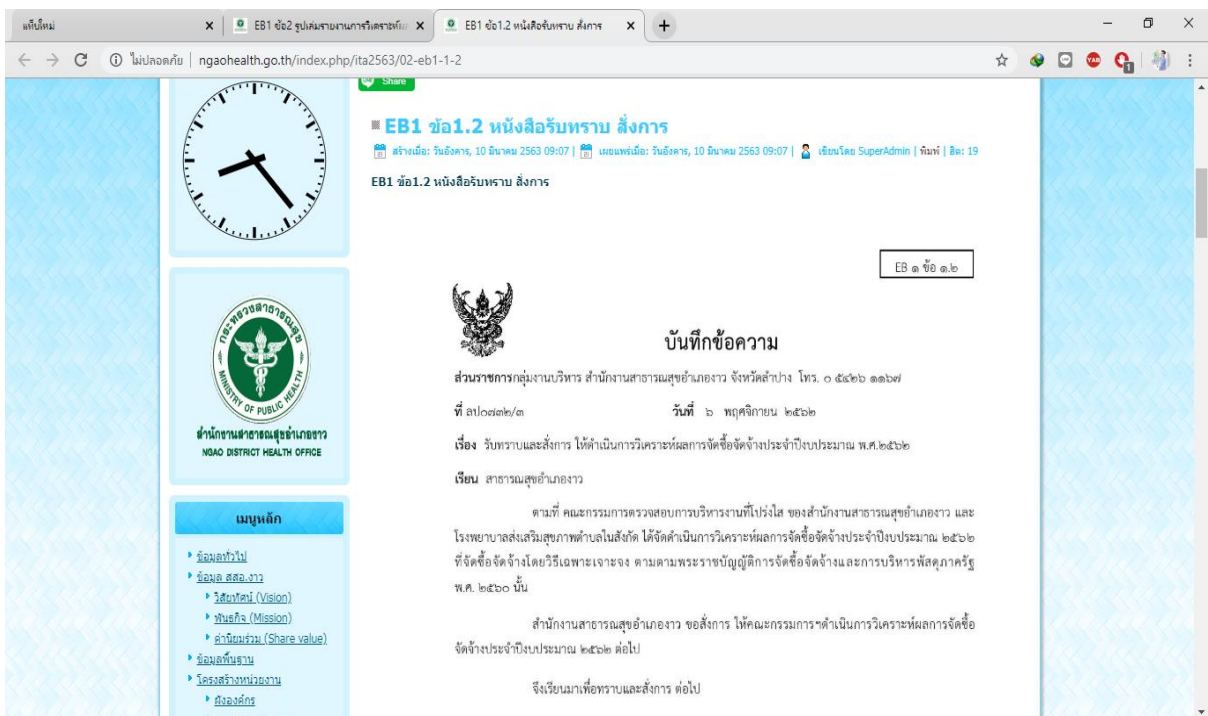 แท็บใหม่
EB1 ข้อ2 รูปเล่มรายงานการวิเคราะห์
EB1 ข้อ1.2 หนังสือรับทราบ สั่งการ
ไม่ปลอดภัย | ngaohealth.go.th/index.php/ita2563/02-eb1-1-2
Share
EB1 ข้อ1.2 หนังสือรับทราบ สั่งการ
สร้างเมื่อ: วันอังคาร, 10 มีนาคม 2563 09:07 | เผยแพร่เมื่อ: วันอังคาร, 10 มีนาคม 2563 09:07 | เขียนโดย SuperAdmin | พิมพ์ | ฮิต: 19
EB1 ข้อ1.2 หนังสือรับทราบ สั่งการ
EB ๑ ข้อ ๑.๒
บันทึกข้อความ
ส่วนราชการกลุ่มงานบริหาร สำนักงานสาธารณสุขอำเภองาว จังหวัดลำปาง โทร. ๐ ๕๔๒๖ ๑๑๖๗
ที่ ลป๐๗๓๒/๓ วันที่ ๖ พฤศจิกายน ๒๕๖๒
เรื่อง รับทราบและสั่งการ ให้ดำเนินการวิเคราะห์ผลการจัดซื้อจัดจ้างประจำปีงบประมาณ พ.ศ.๒๕๖๒
เรียน สาธารณสุขอำเภองาว
ตามที่ คณะกรรมการตรวจสอบการบริหารงานที่โปร่งใส ของสำนักงานสาธารณสุขอำเภองาว และ
โรงพยาบาลส่งเสริมสุขภาพตำบลในสังกัด ได้จัดดำเนินการวิเคราะห์ผลการจัดซื้อจัดจ้างประจำปีงบประมาณ ๒๕๖๒
ที่จัดซื้อจัดจ้างโดยวิธีเฉพาะเจาะจง ตามตามพระราชบัญญัติการจัดซื้อจัดจ้างและการบริหารพัสดุภาครัฐ
พ.ศ. ๒๕๖๐ นั้น
สำนักงานสาธารณสุขอำเภองาว ขอสั่งการ ให้คณะกรรมการฯดำเนินการวิเคราะห์ผลการจัดซื้อ
จัดจ้างประจำปีงบประมาณ ๒๕๖๒ ต่อไป
จึงเรียนมาเพื่อทราบและสั่งการ ต่อไป
กระทรวงสาธารณสุข
MINISTRY OF PUBLIC HEALTH
สำนักงานสาธารณสุขอำเภองาว
NGAO DISTRICT HEALTH OFFICE
เมนูหลัก
ข้อมูลทั่วไป
ข้อมูล สสอ.งาว
วิสัยทัศน์ (Vision)
พันธกิจ (Mission)
ค่านิยมร่วม (Share value)
ข้อมูลพื้นฐาน
โครงสร้างหน่วยงาน
ผังองค์กร